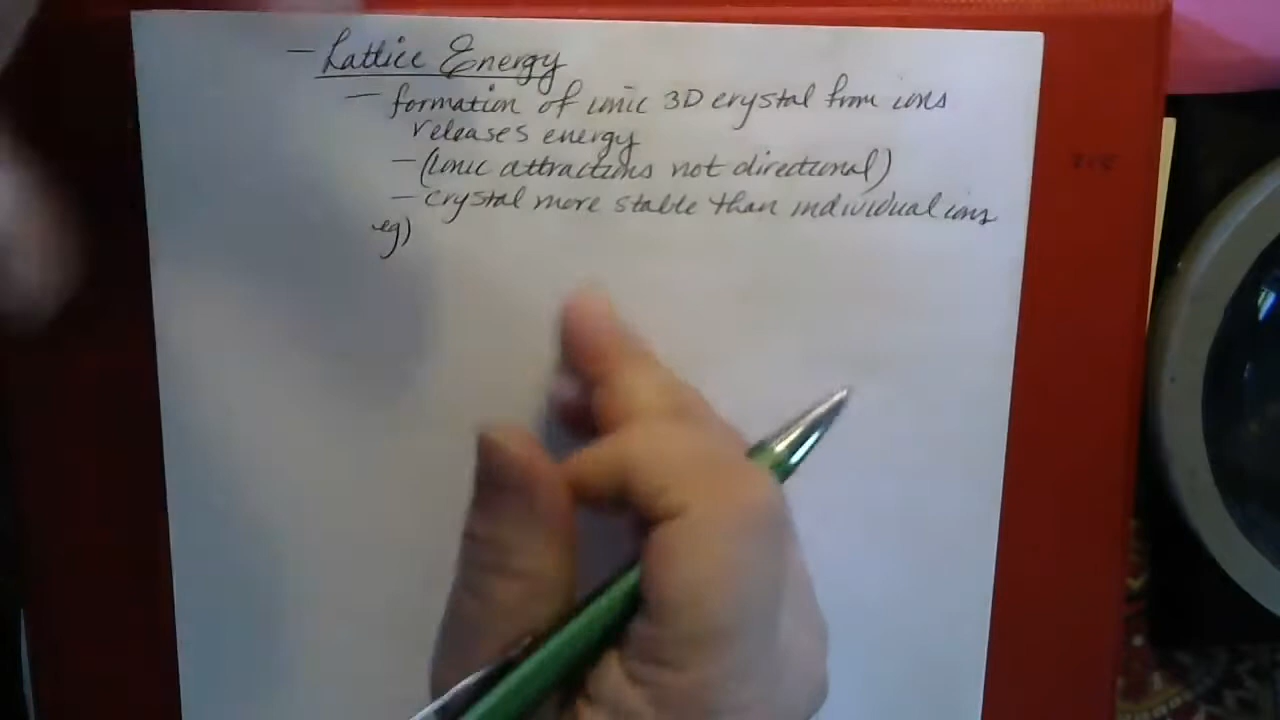 - Lattice Energy
- formation of ionic 3D crystal from ions
releases energy
- (ionic attractions not directional)
- crystal more stable than individual ions
eg)